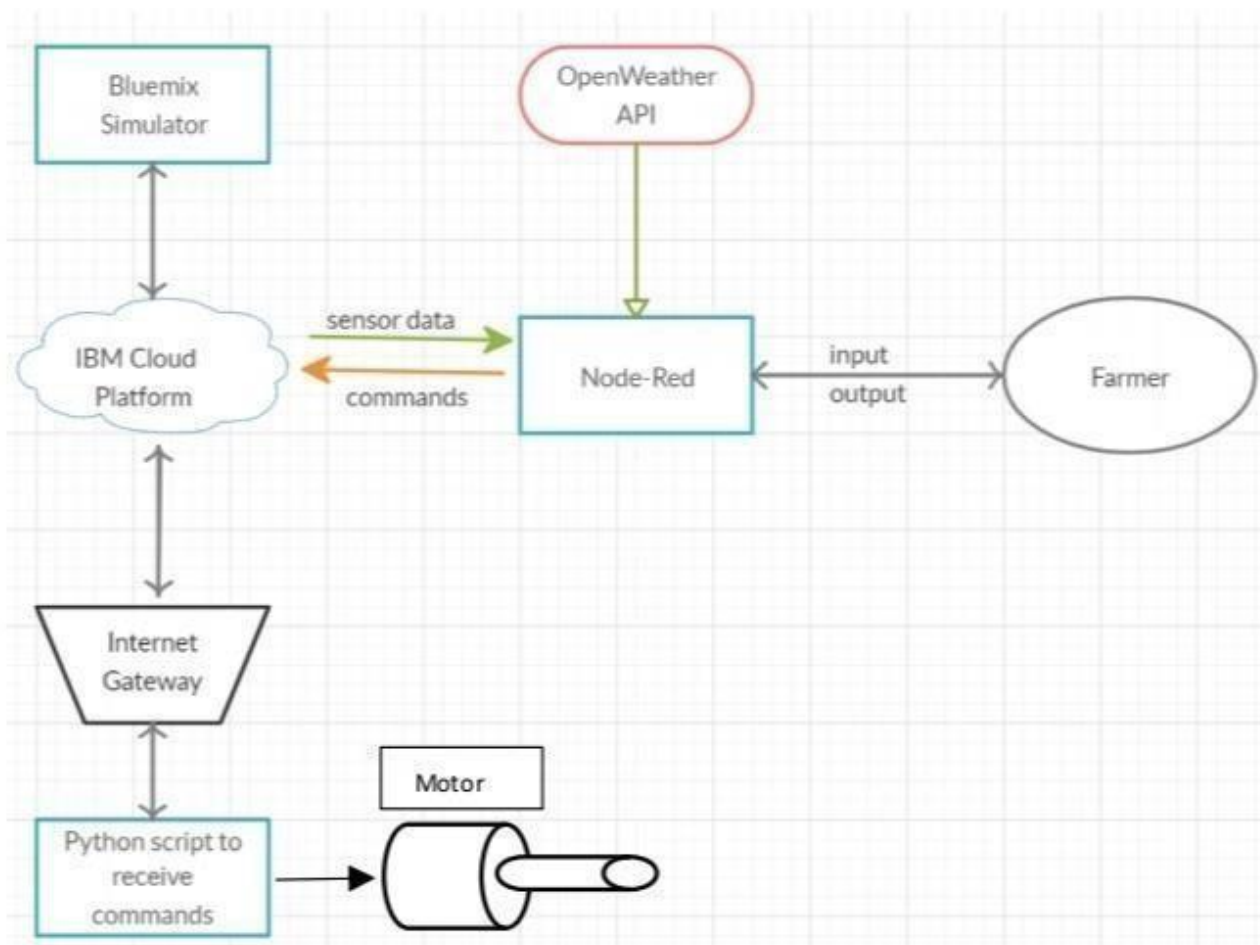 Bluemix
Simulator
OpenWeather
API
IBM Cloud
Platform
sensor data
commands
Node-Red
input
output
Farmer
Internet
Gateway
Motor
Python script to
receive
commands